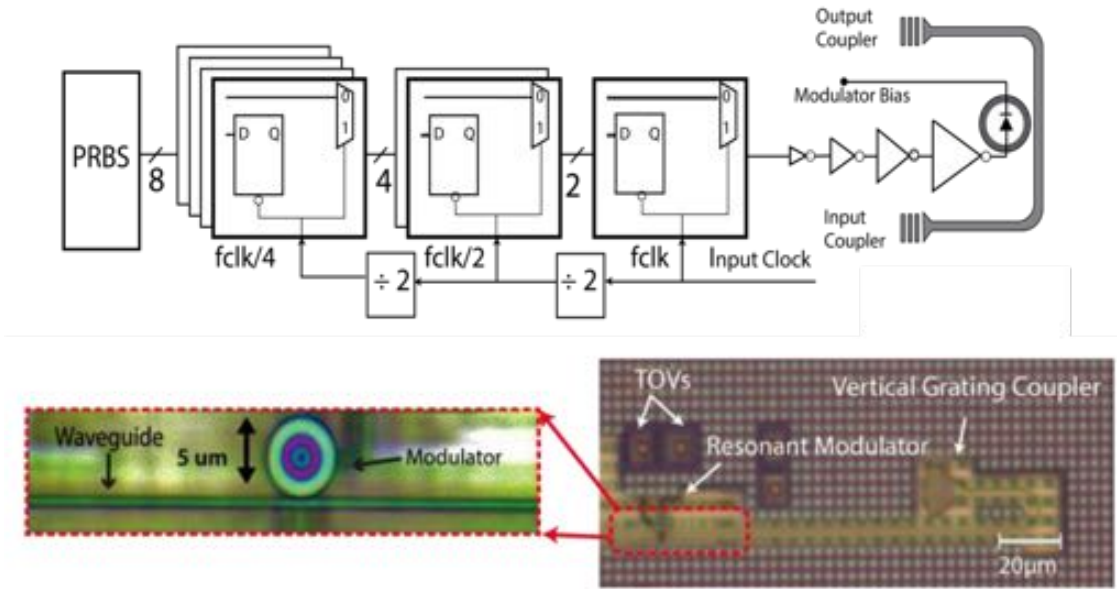 Output
Coupler
Modulator Bias
PRBS
8
D Q
0
1
4
D Q
0
1
2
D Q
0
1
Input
Coupler
fclk/4
÷ 2
fclk/2
÷ 2
fclk
Input Clock
Waveguide
5 um
Modulator
TOVs
Vertical Grating Coupler
Resonant Modulator
20μm